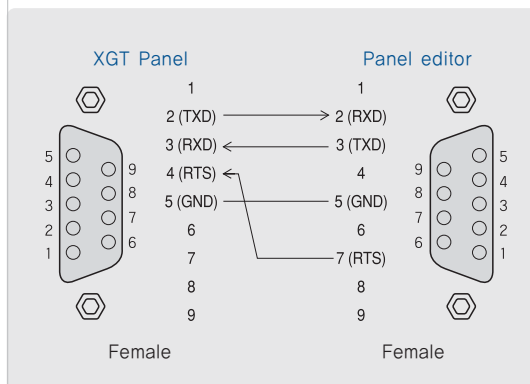 XGT Panel
Panel editor
1 1
2 (TXD) 2 (RXD)
3 (RXD) 3 (TXD)
4 (RTS) 4
5 (GND) 5 (GND)
6 6
7 7 (RTS)
8 8
9 9
5
4
3
2
1
9
8
7
6
9
8
7
6
5
4
3
2
1
Female
Female